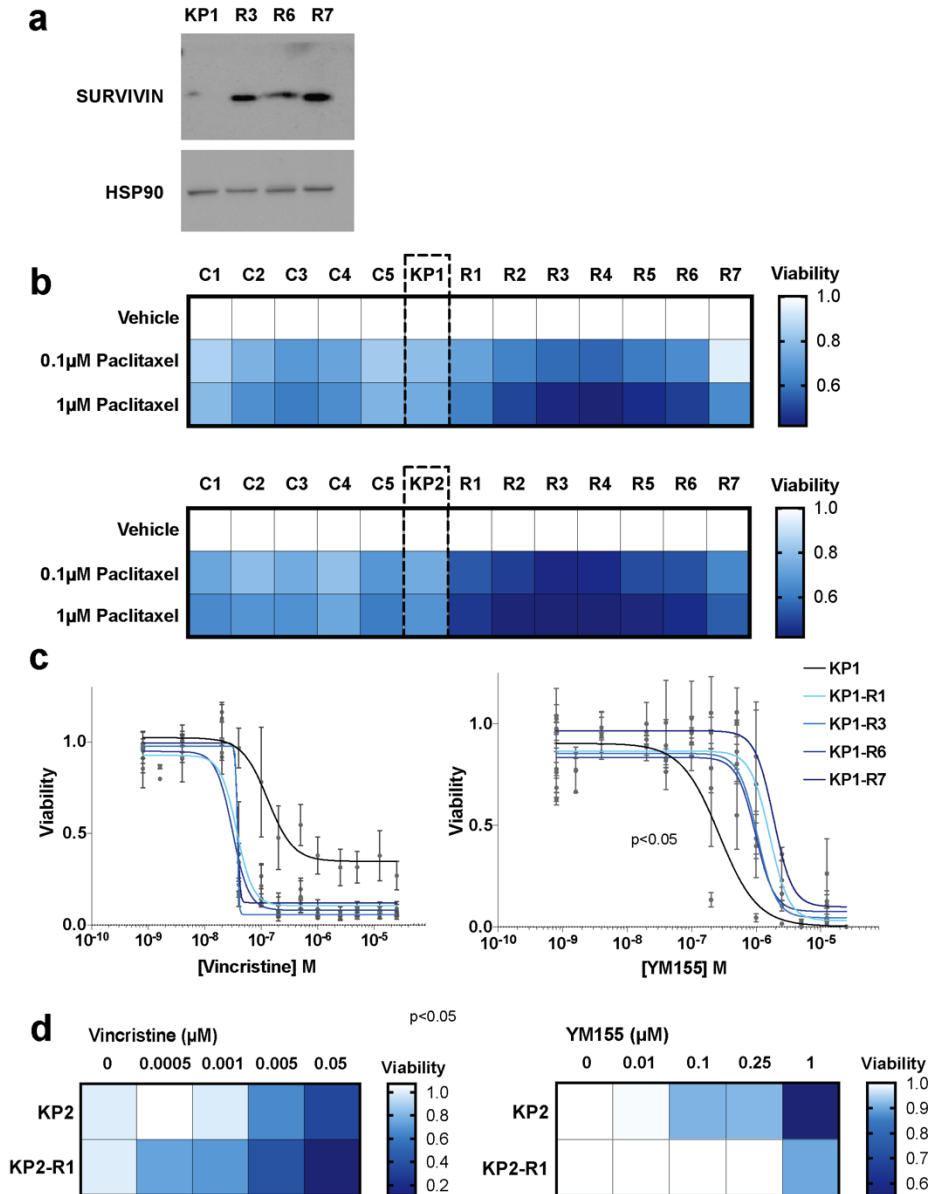 a
KP1 R3 R6 R7
SURVIVIN
HSP90
b
C1 C2 C3 C4 C5 KP1 R1 R2 R3 R4 R5 R6 R7
Viability
Vehicle
0.1µM Paclitaxel
1µM Paclitaxel
1.0
0.8
0.6
C1 C2 C3 C4 C5 KP2 R1 R2 R3 R4 R5 R6 R7
Viability
Vehicle
0.1µM Paclitaxel
1µM Paclitaxel
1.0
0.8
0.6
c
Viability
1.0
0.5
0.0
10-10 10-9 10-8 10-7 10-6 10-5
[Vincristine] M
Viability
1.0
0.5
0.0
p<0.05
10-10 10-9 10-8 10-7 10-6 10-5
[YM155] M
KP1
KP1-R1
KP1-R3
KP1-R6
KP1-R7
d
p<0.05
Vincristine (µM)
0 0.0005 0.001 0.005 0.05
Viability
KP2
KP2-R1
1.0
0.8
0.6
0.4
0.2
YM155 (µM)
0 0.01 0.1 0.25 1
Viability
KP2
KP2-R1
1.0
0.9
0.8
0.7
0.6